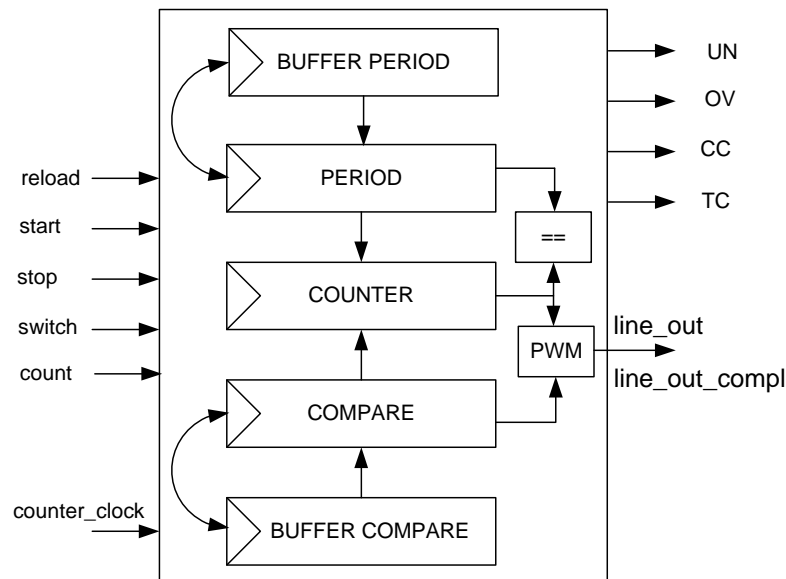 BUFFER PERIOD
UN
OV
CC
TC
reload
PERIOD
start
==
stop
COUNTER
switch
line_out
PWM
count
line_out_compl
COMPARE
counter_clock
BUFFER COMPARE